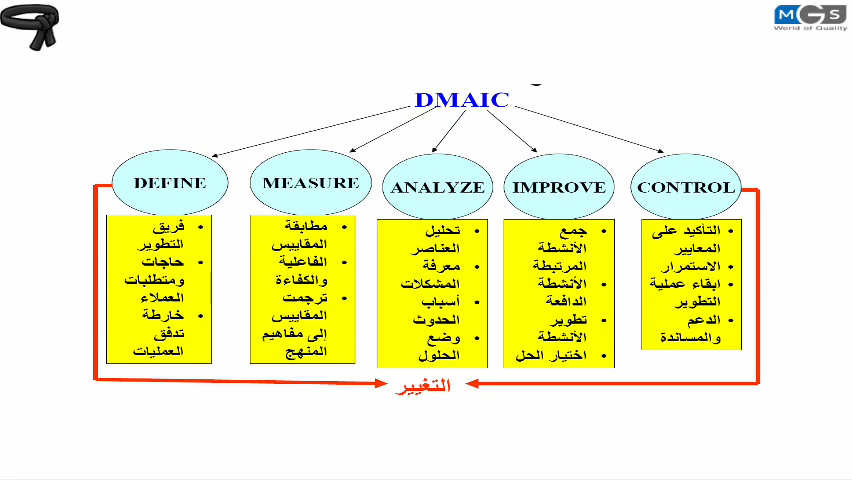 MGS
World of Quality
DMAIC
DEFINE
MEASURE
ANALYZE
IMPROVE
CONTROL
• فريق
التطوير
• حاجات
ومتطلبات
العملاء
• خارطة
تدفق
العمليات
• مطابقة
المقاييس
• الفاعلية
والكفاءة
• ترجمت
المقاييس
إلى مفاهيم
المنهج
• تحليل
العناصر
• معرفة
المشكلات
• أسباب
الحدوث
• وضع
الحلول
• جمع
الأنشطة
المرتبطة
• الأنشطة
الدافعة
• تطوير
الأنشطة
• اختيار الحل
• التأكيد على
المعايير
• الاستمرار
• ابقاء عملية
التطوير
• الدعم
والمساندة
التغيير